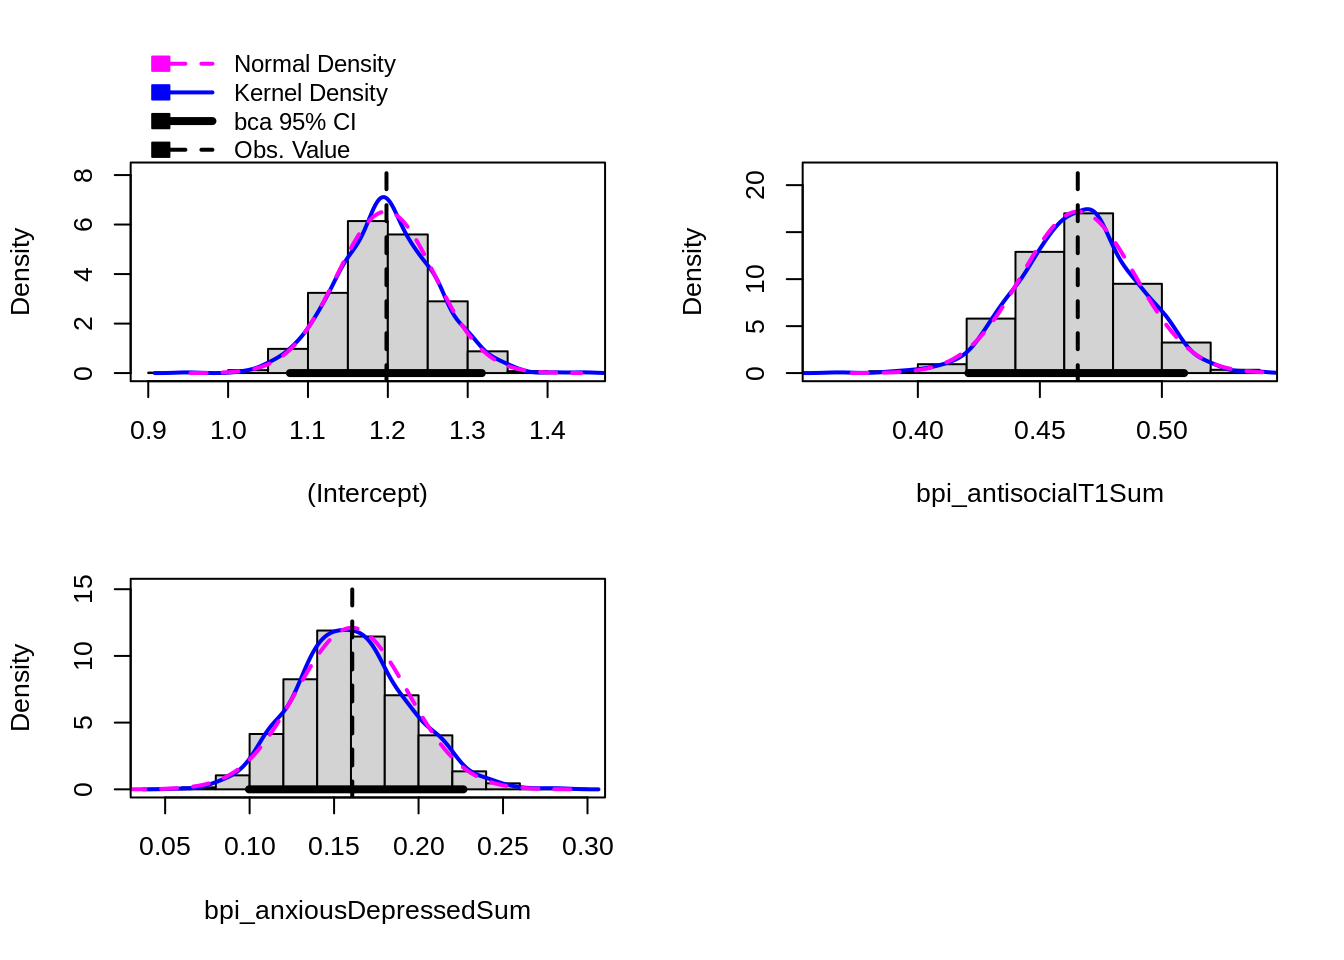 Normal Density
Kernel Density
bca 95% CI
Obs. Value
Density
0 2 4 6 8
0.9 1.0 1.1 1.2 1.3 1.4
(Intercept)
Density
0 5 10 20
0.40 0.45 0.50
bpi_antisocialT1Sum
Density
0 5 10 15
0.05 0.10 0.15 0.20 0.25 0.30
bpi_anxiousDepressedSum